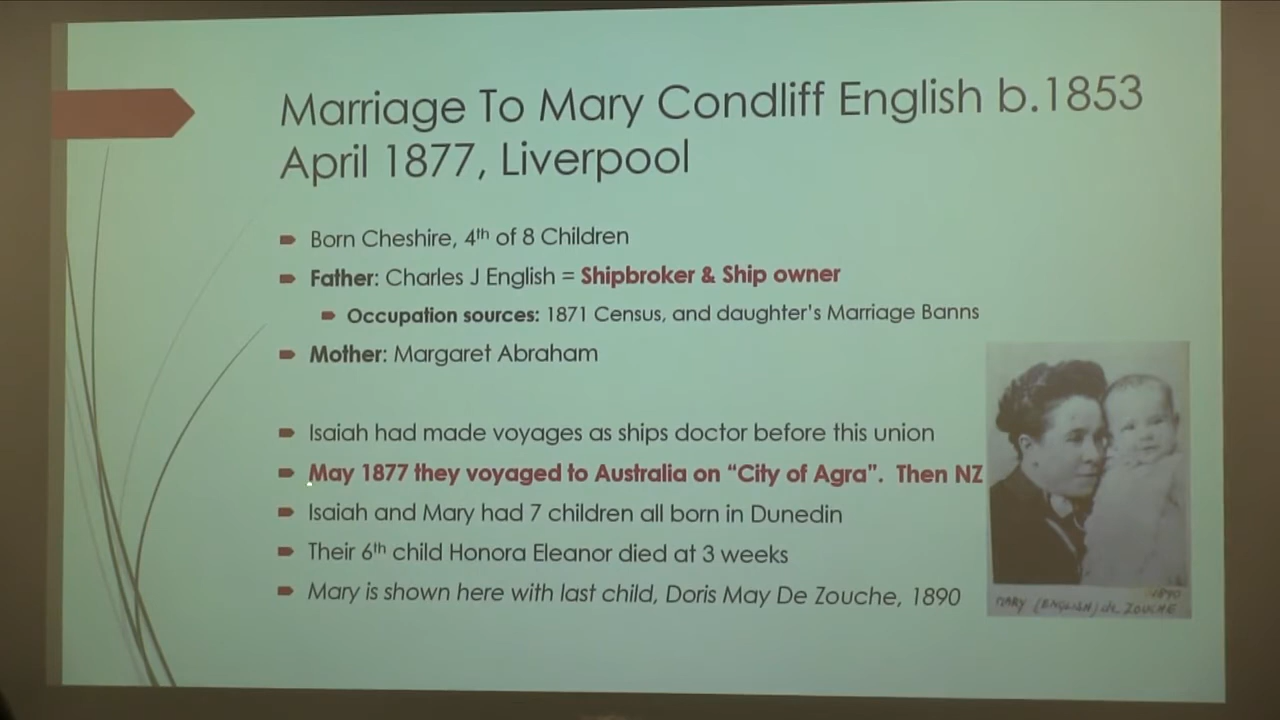 Marriage To Mary Condliff English b.1853
April 1877, Liverpool
Born Cheshire, 4th of 8 Children
Father: Charles J English = Shipbroker & Ship owner
Occupation sources: 1871 Census, and daughter's Marriage Banns
Mother: Margaret Abraham
Isaiah had made voyages as ships doctor before this union
May 1877 they voyaged to Australia on “City of Agra”. Then NZ
Isaiah and Mary had 7 children all born in Dunedin
Their 6th child Honora Eleanor died at 3 weeks
Mary is shown here with last child, Doris May De Zouche, 1890
1890
MARY (ENGLISH) de ZOUCHE